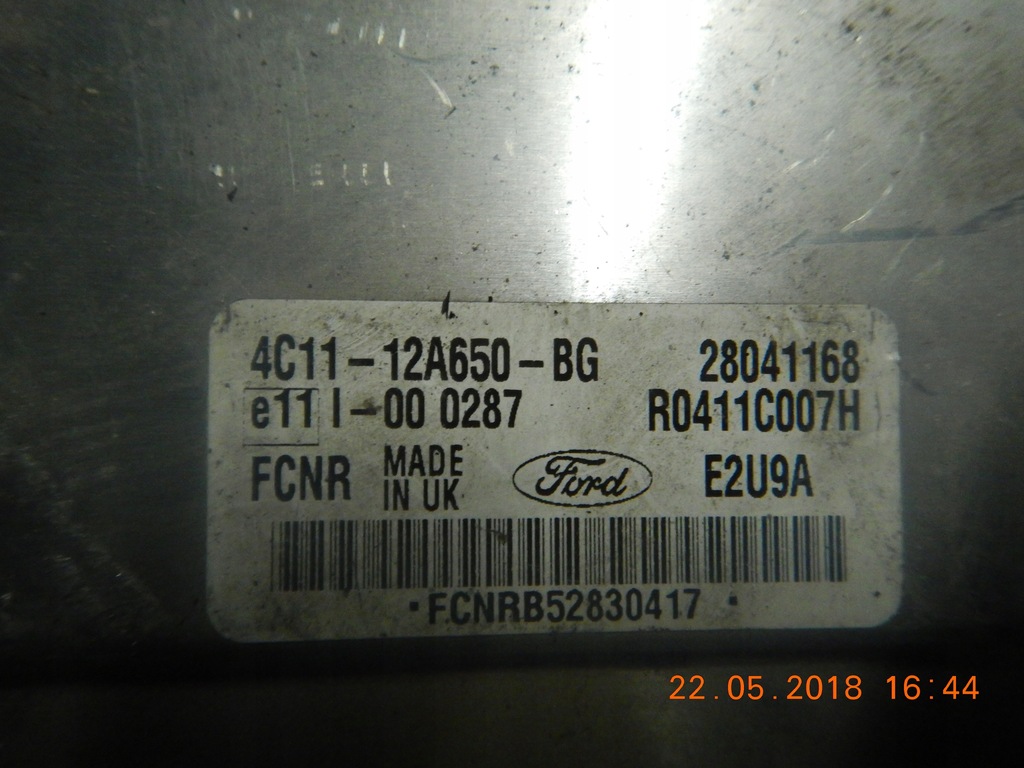 4C11-12A650-BG 28041168
e11 I-00 0287 R0411C007H
FCNR MADE IN UK Ford E2U9A
·FCNRB52830417·
22.05.2018 16:44